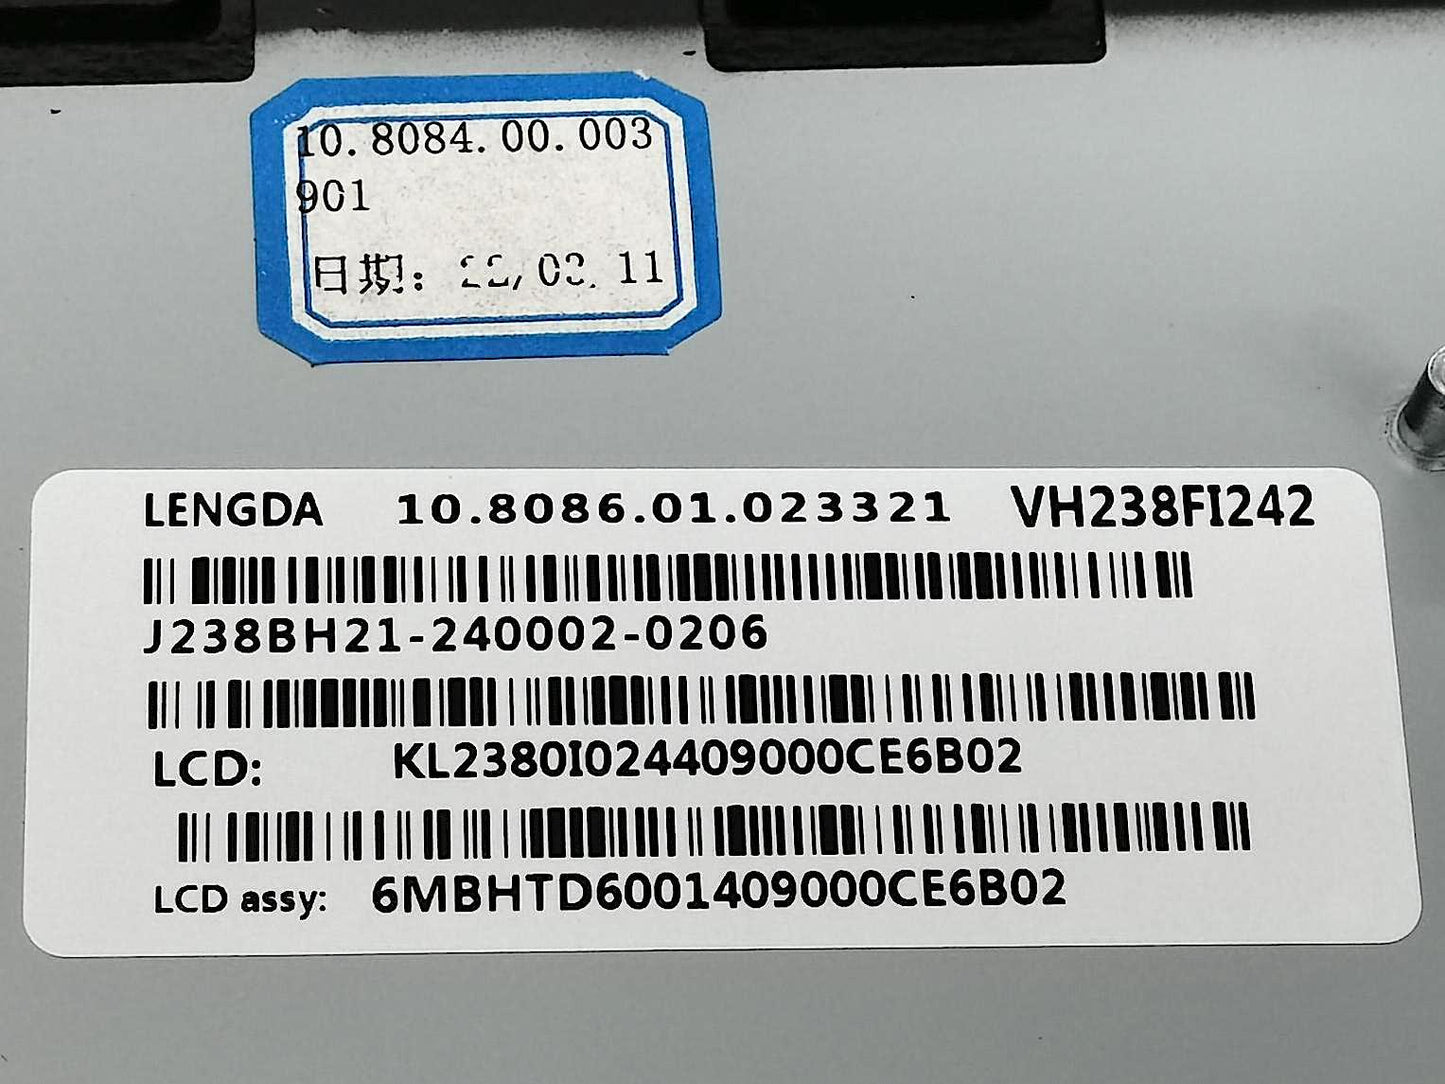 10.8084.00.003
901
日期: 11
LENGDA 10.8086.01.023321 VH238FI242
J238BH21-240002-0206
LCD: KL2380I024409000CE6B02
LCD assy: 6MBHTD6001409000CE6B02